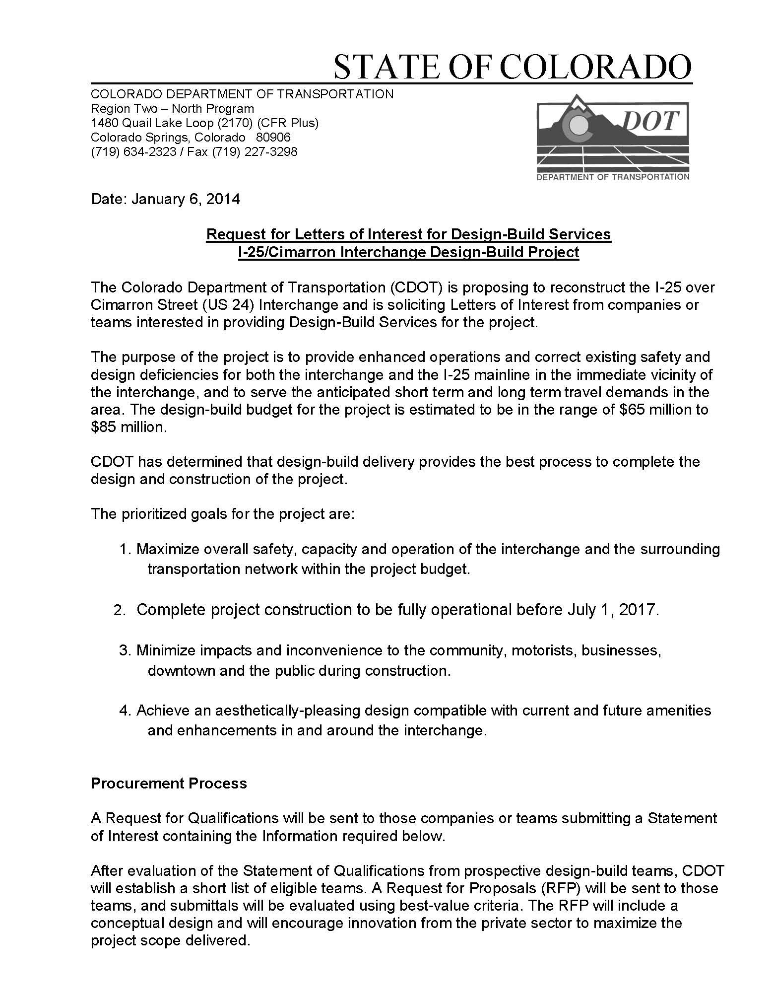 STATE OF COLORADO
COLORADO DEPARTMENT OF TRANSPORTATION
Region Two – North Program
1480 Quail Lake Loop (2170) (CFR Plus)
Colorado Springs, Colorado   80906
(719) 634-2323 / Fax (719) 227-3298
DOT
DEPARTMENT OF TRANSPORTATION
Date: January 6, 2014
Request for Letters of Interest for Design-Build Services
I-25/Cimarron Interchange Design-Build Project
The Colorado Department of Transportation (CDOT) is proposing to reconstruct the I-25 over
Cimarron Street (US 24) Interchange and is soliciting Letters of Interest from companies or
teams interested in providing Design-Build Services for the project.
The purpose of the project is to provide enhanced operations and correct existing safety and
design deficiencies for both the interchange and the I-25 mainline in the immediate vicinity of
the interchange, and to serve the anticipated short term and long term travel demands in the
area. The design-build budget for the project is estimated to be in the range of $65 million to
$85 million.
CDOT has determined that design-build delivery provides the best process to complete the
design and construction of the project.
The prioritized goals for the project are:
1. Maximize overall safety, capacity and operation of the interchange and the surrounding
transportation network within the project budget.
2. Complete project construction to be fully operational before July 1, 2017.
3. Minimize impacts and inconvenience to the community, motorists, businesses,
downtown and the public during construction.
4. Achieve an aesthetically-pleasing design compatible with current and future amenities
and enhancements in and around the interchange.
Procurement Process
A Request for Qualifications will be sent to those companies or teams submitting a Statement
of Interest containing the Information required below.
After evaluation of the Statement of Qualifications from prospective design-build teams, CDOT
will establish a short list of eligible teams. A Request for Proposals (RFP) will be sent to those
teams, and submittals will be evaluated using best-value criteria. The RFP will include a
conceptual design and will encourage innovation from the private sector to maximize the
project scope delivered.